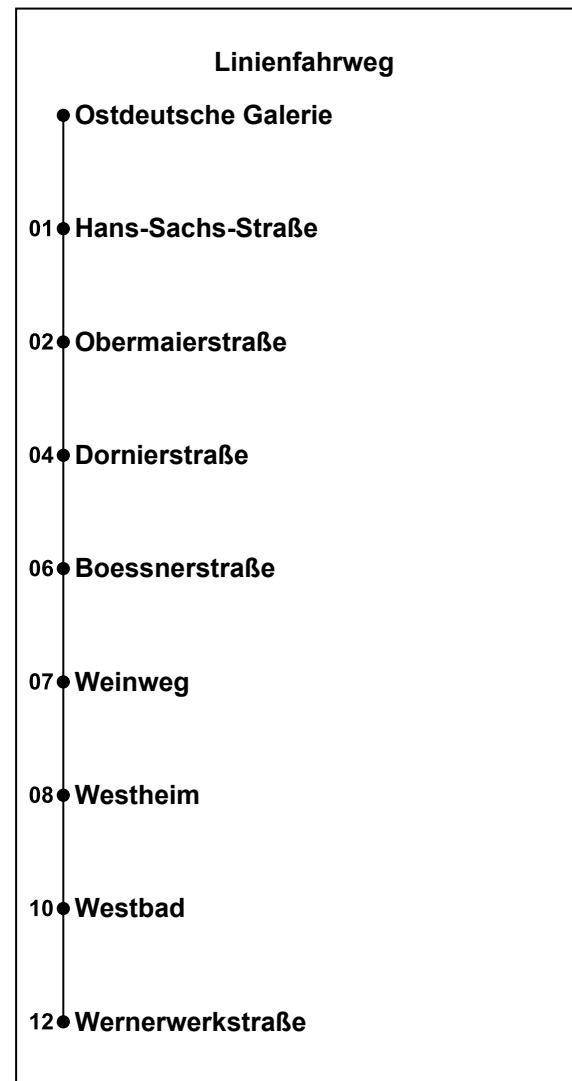 Linienfahrweg
Ostdeutsche Galerie
01 Hans-Sachs-Straße
02 Obermaierstraße
04 Dornierstraße
06 Boessnerstraße
07 Weinweg
08 Westheim
10 Westbad
12 Wernerwerkstraße